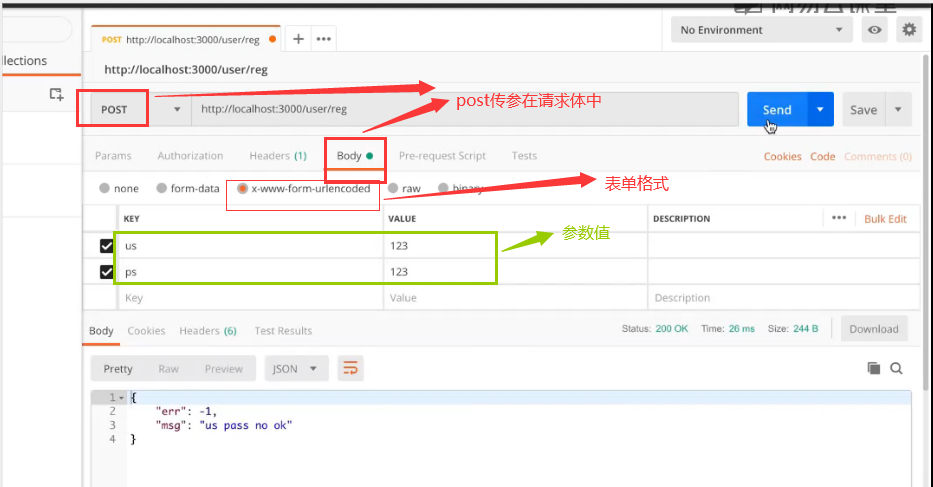 网易云课堂
POST http://localhost:3000/user/reg
No Environment
llections
http://localhost:3000/user/reg
POST http://localhost:3000/user/reg Send Save
post传参在请求体中
Params Authorization Headers (1) Body Pre-request Script Tests Cookies Code Comments (0)
none form-data x-www-form-urlencoded raw binary
表单格式
KEY VALUE DESCRIPTION Bulk Edit
us 123
参数值
ps 123
Key Value Description
Body Cookies Headers (6) Test Results Status: 200 OK Time: 26 ms Size: 244 B Download
Pretty Raw Preview JSON
1 {
2 "err": -1,
3 "msg": "us pass no ok"
4 }